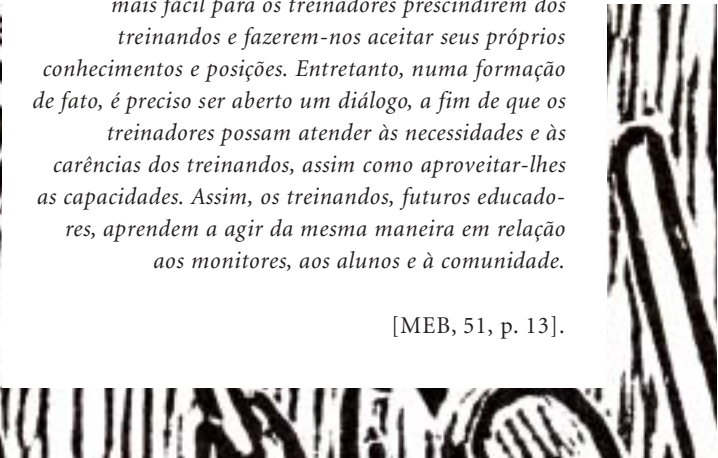 mais fácil para os treinadores prescindirem dos
treinandos e fazerem-nos aceitar seus próprios
conhecimentos e posições. Entretanto, numa formação
de fato, é preciso ser aberto um diálogo, a fim de que os
treinadores possam atender às necessidades e às
carências dos treinandos, assim como aproveitar-lhes
as capacidades. Assim, os treinandos, futuros educado-
res, aprendem a agir da mesma maneira em relação
aos monitores, aos alunos e à comunidade.
[MEB, 51, p. 13].